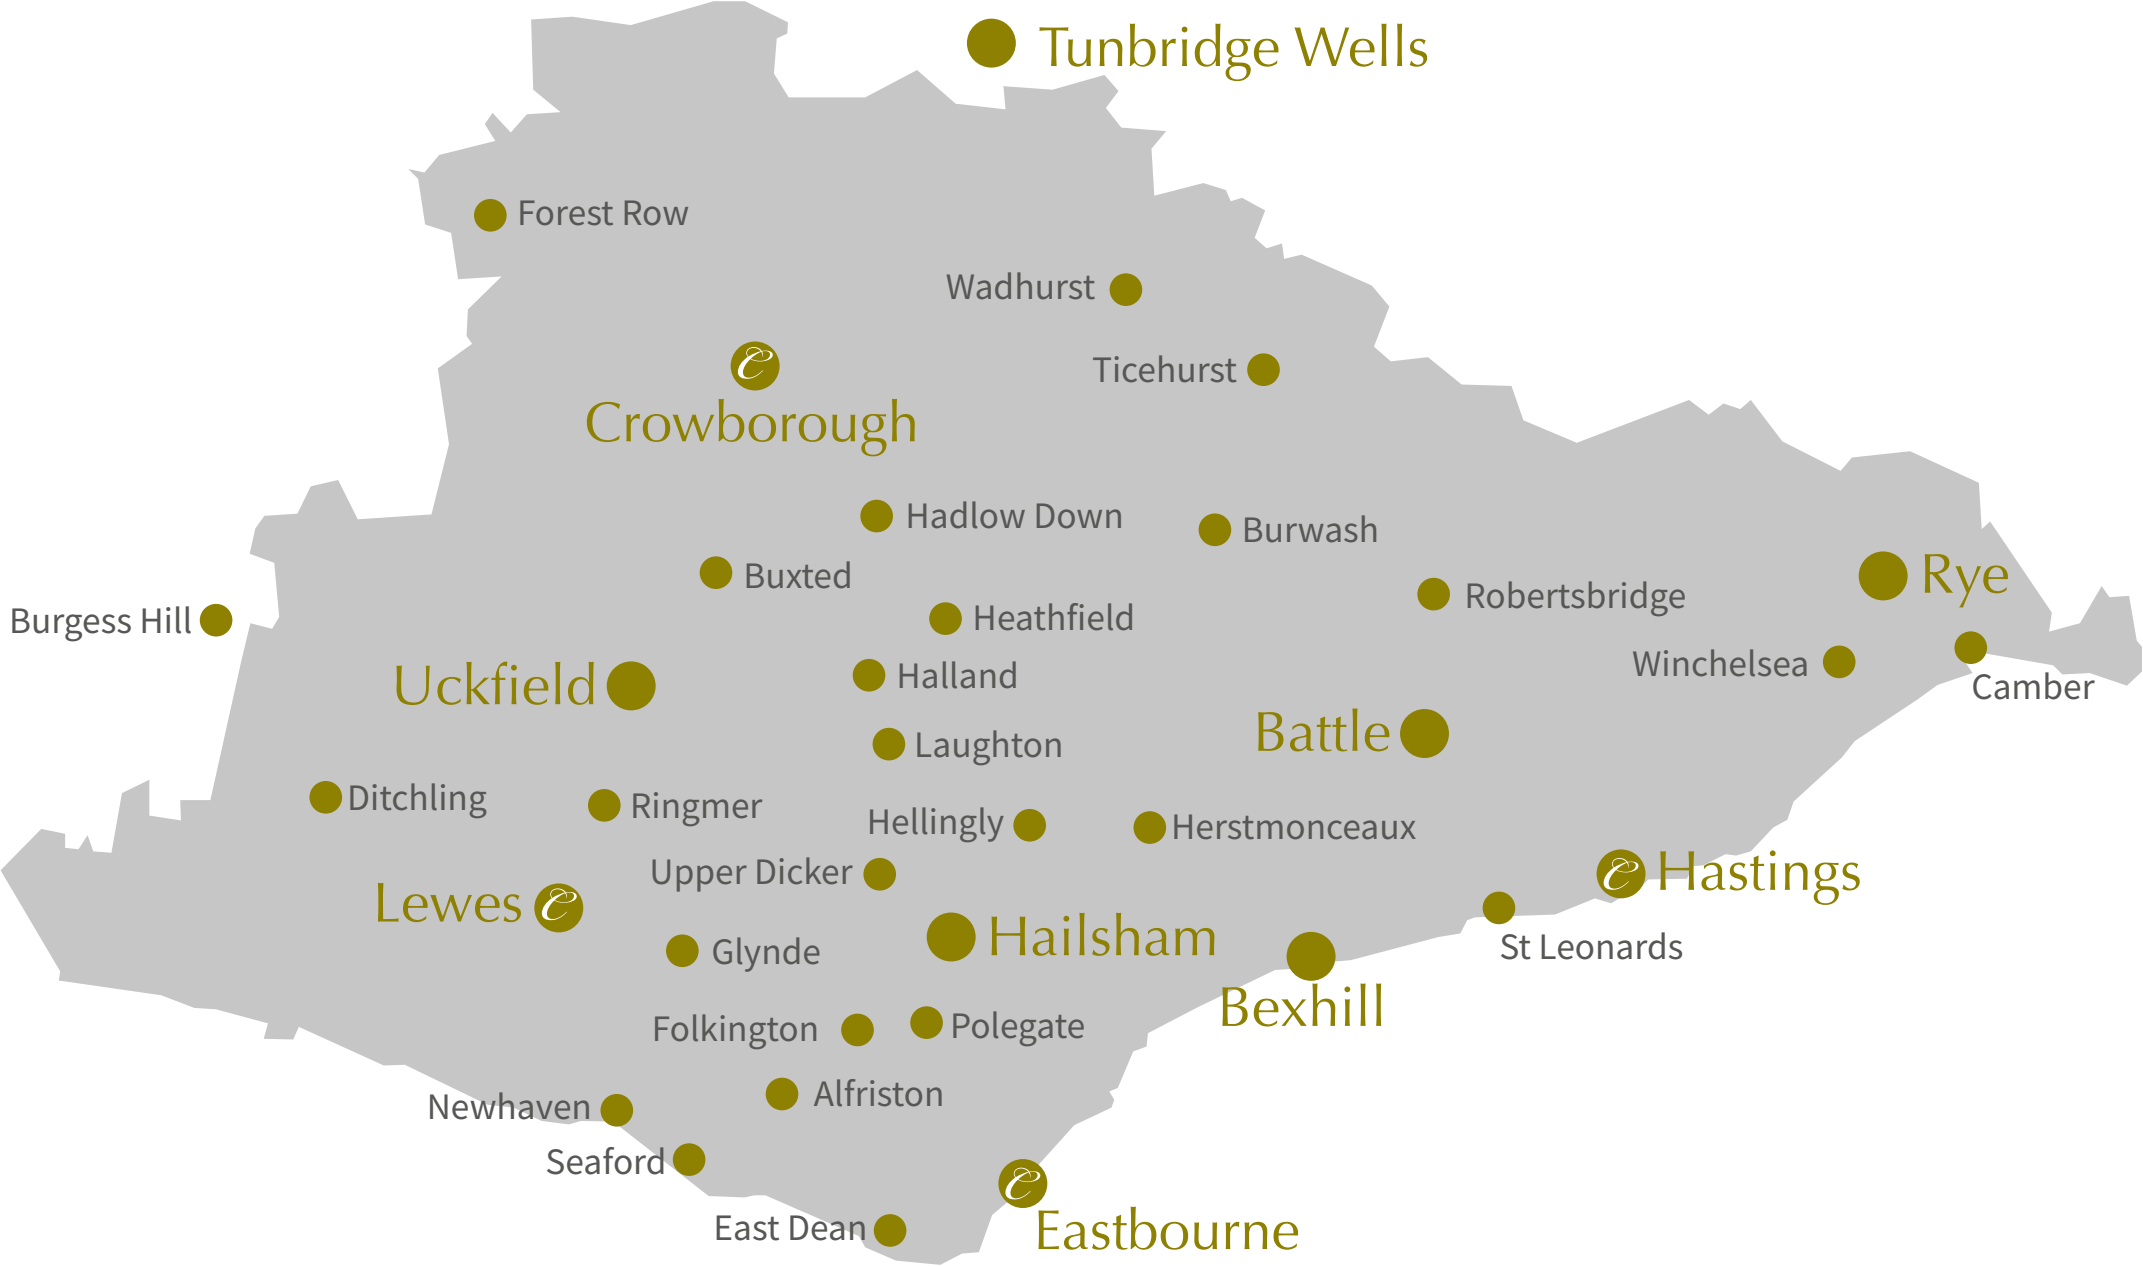 Tunbridge Wells
Forest Row
Wadhurst
Ticehurst
Crowborough
Hadlow Down
Burwash
Buxted
Rye
Robertsbridge
Burgess Hill
Heathfield
Winchelsea
Uckfield
Halland
Camber
Battle
Laughton
Ditchling
Ringmer
Hellingly
Herstmonceaux
Upper Dicker
Hastings
Lewes
Hailsham
St Leonards
Glynde
Bexhill
Folkington
Polegate
Alfriston
Newhaven
Seaford
East Dean
Eastbourne